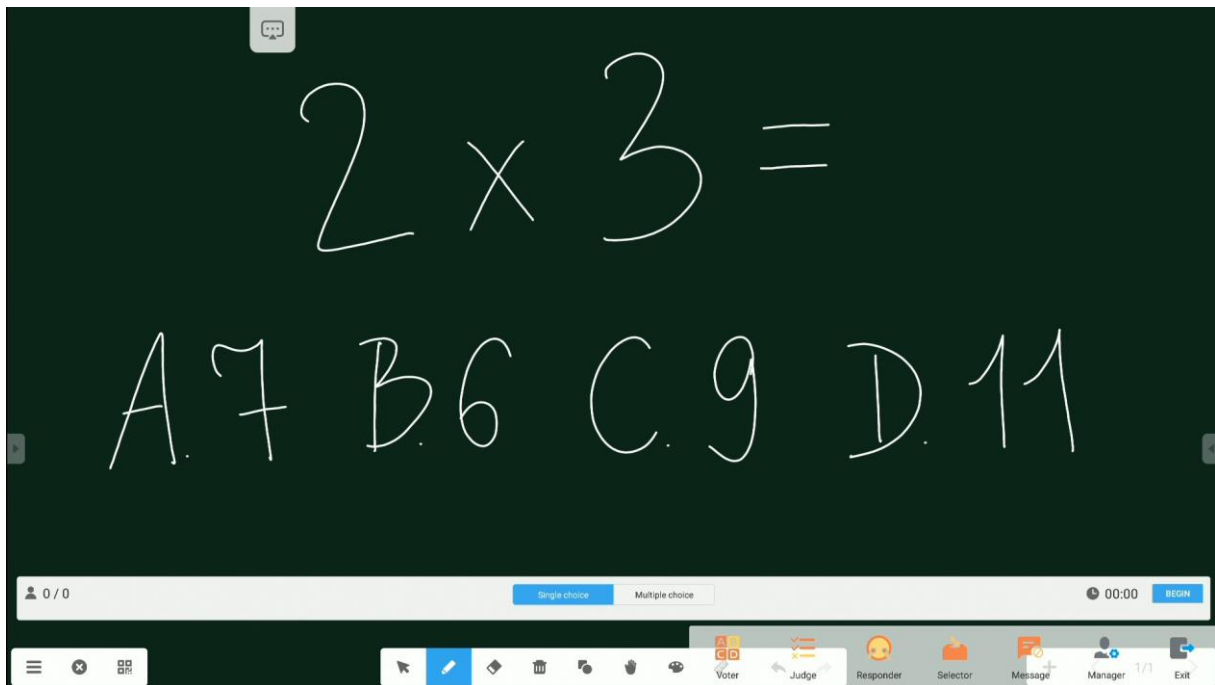 2 x 3 =
A. 7 B. 6 C. 9 D. 11
0 / 0 Single choice Multiple choice 00:00 BEGIN
Voter Judge Responder Selector Message Manager 1/1 Exit